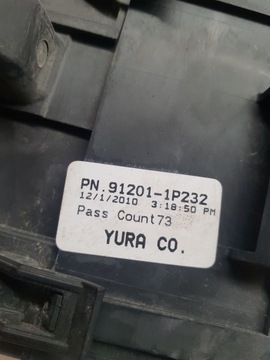 PN.91201-1P232
12/1/2010 3:18:50 PM
Pass Count73
YURA CO.